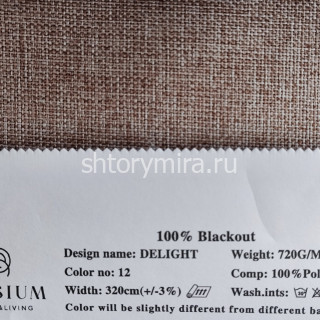 shtorymira.ru
100% Blackout
Design name: DELIGHT Weight: 720G/M
Color no: 12 Comp: 100%Pol
SIUM Width: 320cm(+/-3%) Wash.ints:
&LIVING Color will be slightly different from different ba